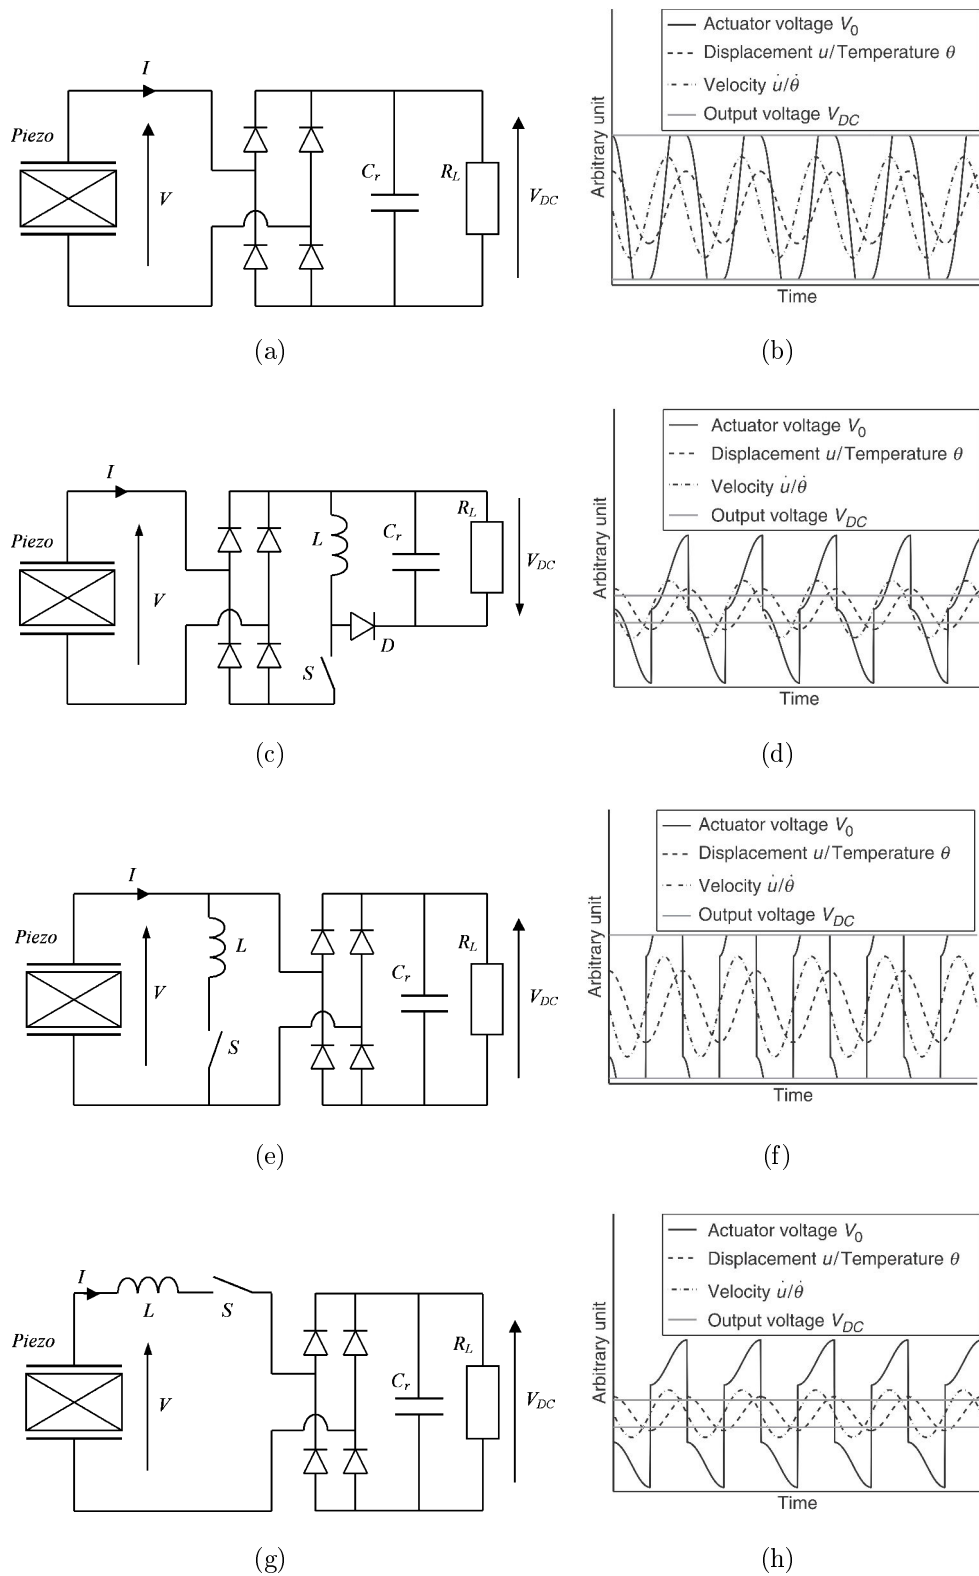 I
Piezo
V
C_r
R_L
V_DC
(a)
Actuator voltage V_0
Displacement u/Temperature θ
Velocity u̇/θ̇
Output voltage V_DC
Arbitrary unit
Time
(b)
I
Piezo
V
L
S
D
C_r
R_L
V_DC
(c)
Actuator voltage V_0
Displacement u/Temperature θ
Velocity u̇/θ̇
Output voltage V_DC
Arbitrary unit
Time
(d)
I
Piezo
V
L
S
C_r
R_L
V_DC
(e)
Actuator voltage V_0
Displacement u/Temperature θ
Velocity u̇/θ̇
Output voltage V_DC
Arbitrary unit
Time
(f)
I
L
S
Piezo
V
C_r
R_L
V_DC
(g)
Actuator voltage V_0
Displacement u/Temperature θ
Velocity u̇/θ̇
Output voltage V_DC
Arbitrary unit
Time
(h)